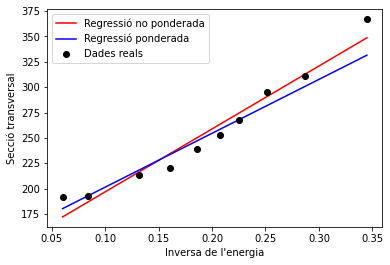 375
350
325
300
275
250
225
200
175
Secció transversal
Regressió no ponderada
Regressió ponderada
Dades reals
0.05 0.10 0.15 0.20 0.25 0.30 0.35
Inversa de l'energia